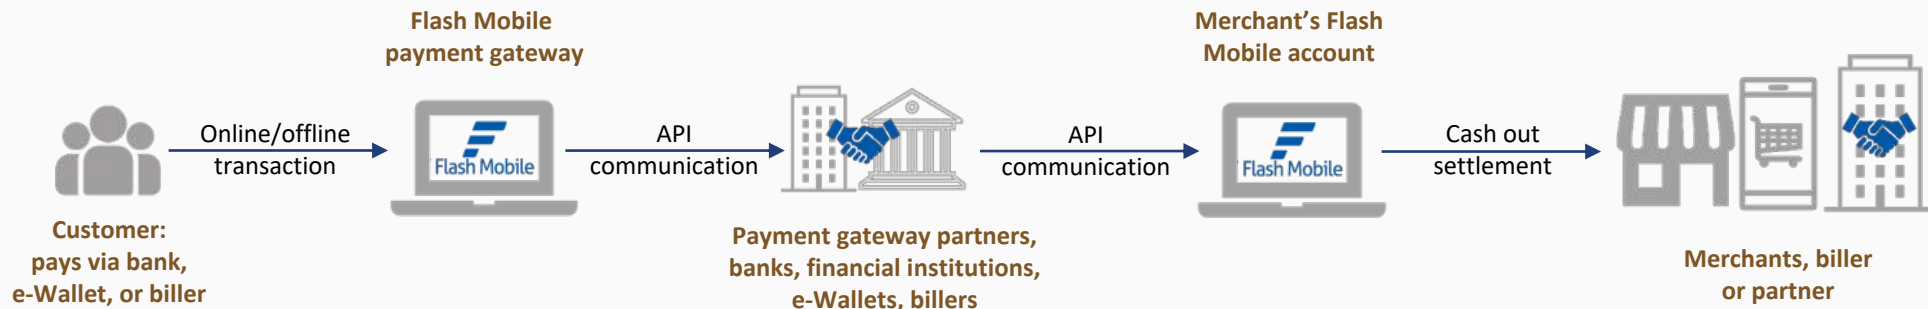 Flash Mobile
payment gateway
Merchant's Flash
Mobile account
Online/offline
transaction
Flash Mobile
API
communication
API
communication
Flash Mobile
Cash out
settlement
Customer:
pays via bank,
e-Wallet, or biller
Payment gateway partners,
banks, financial institutions,
e-Wallets, billers
Merchants, biller
or partner